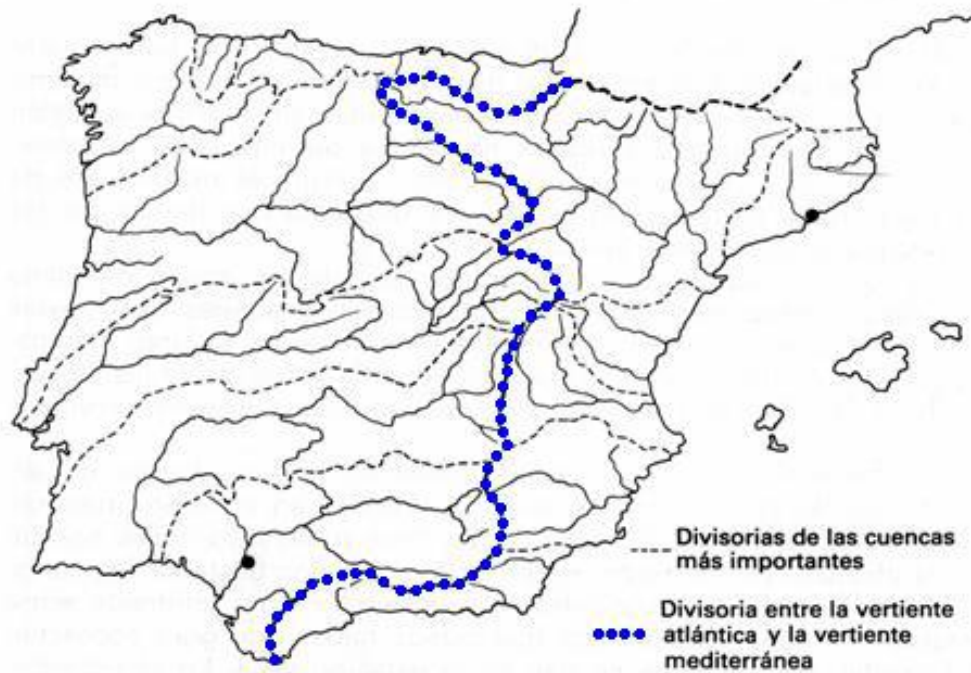 Divisorias de las cuencas
más importantes
Divisoria entre la vertiente
atlántica y la vertiente
mediterránea